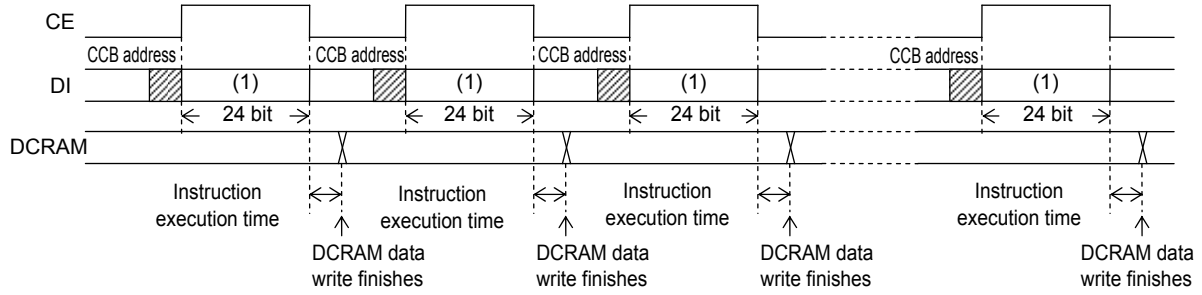 CE
CCB address CCB address CCB address CCB address
DI (1) (1) (1) (1)
24 bit 24 bit 24 bit 24 bit
DCRAM
Instruction Instruction Instruction Instruction
execution time execution time execution time execution time
DCRAM data DCRAM data DCRAM data DCRAM data
write finishes write finishes write finishes write finishes